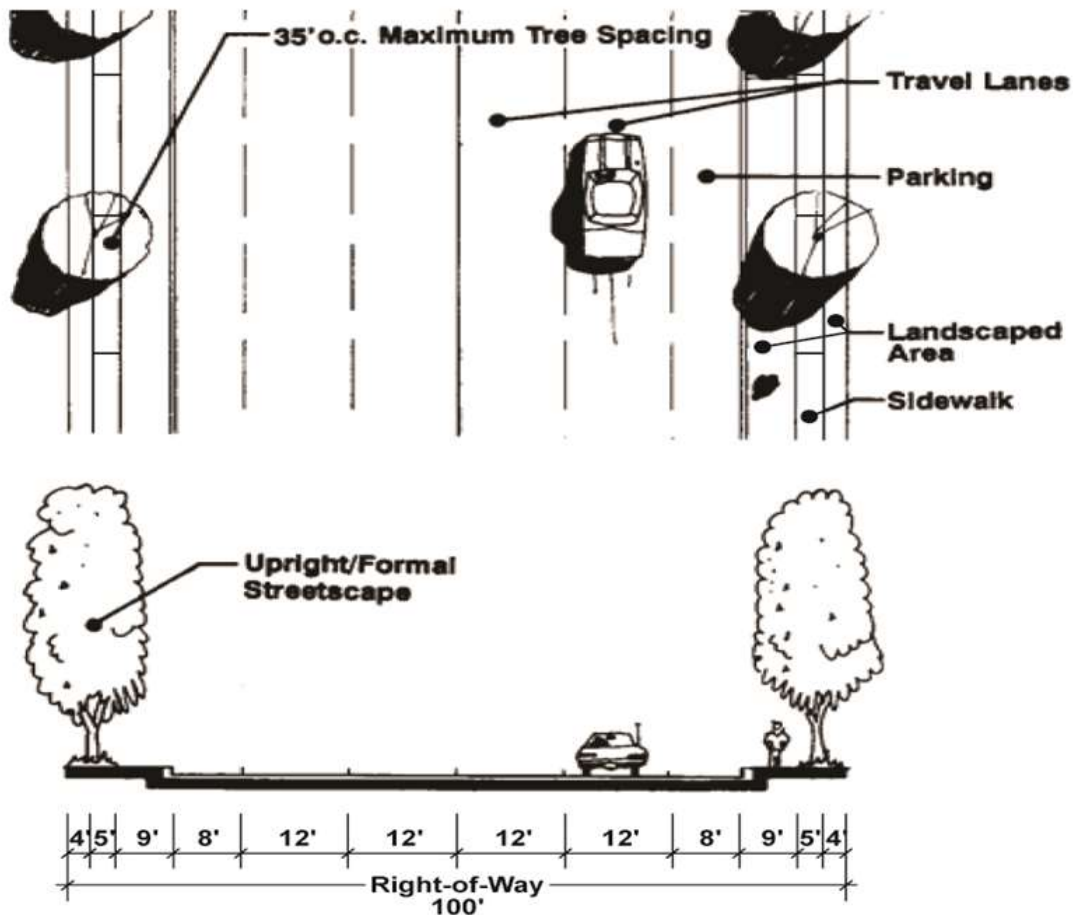 35' o.c. Maximum Tree Spacing
Travel Lanes
Parking
Landscaped
Area
Sidewalk
Upright/Formal
Streetscape
4' 5' 9' 8' 12' 12' 12' 12' 8' 9' 5' 4'
Right-of-Way
100'